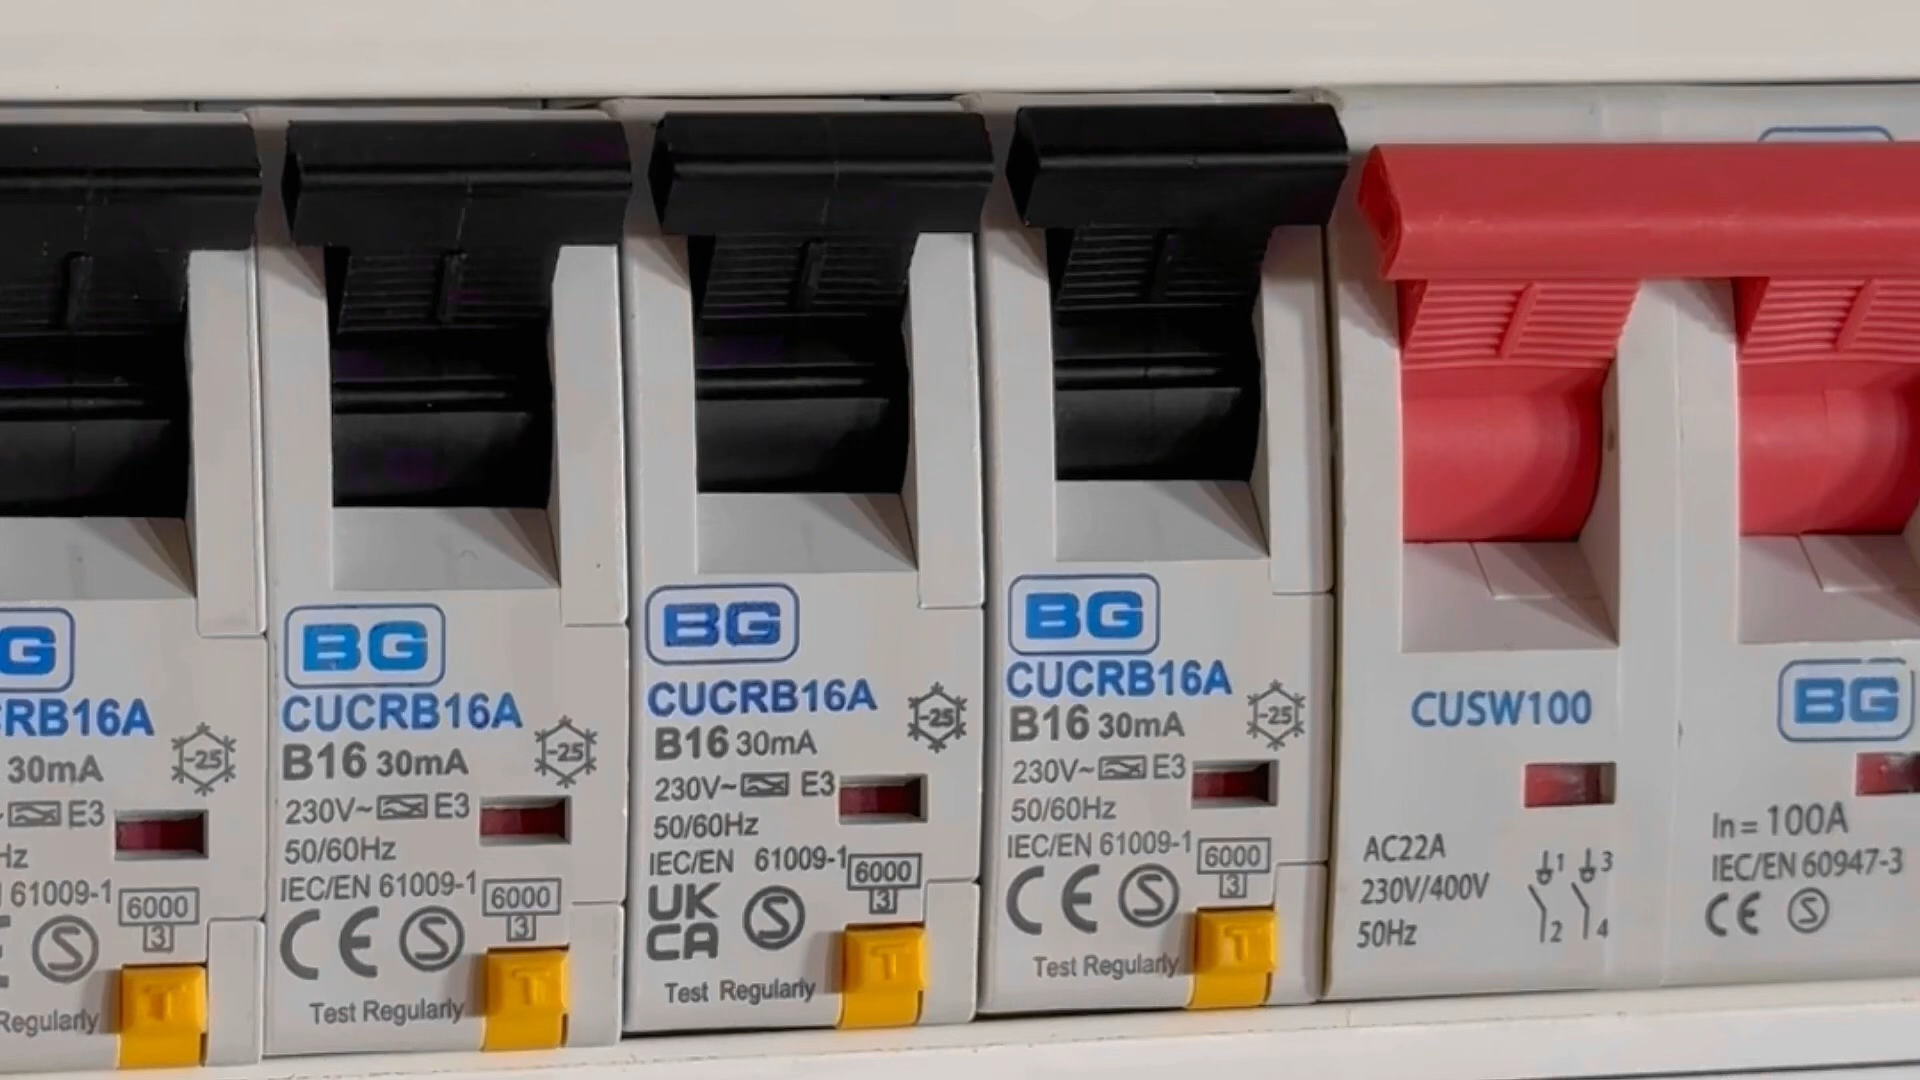 G
CRB16A
30mA
-25
E3
Hz
61009-1
6000
3
S
Regularly
T
BG
CUCRB16A
B16 30mA
-25
230V~ E3
50/60Hz
IEC/EN 61009-1
6000
3
CE S
Test Regularly
T
BG
CUCRB16A
B16 30mA
-25
230V~ E3
50/60Hz
IEC/EN 61009-1
6000
3
UK
CA S
Test Regularly
T
BG
CUCRB16A
B16 30mA
-25
230V~ E3
50/60Hz
IEC/EN 61009-1
6000
3
CE S
Test Regularly
T
CUSW100
AC22A
230V/400V
50Hz
1 3
2 4
BG
In = 100A
IEC/EN 60947-3
CE S